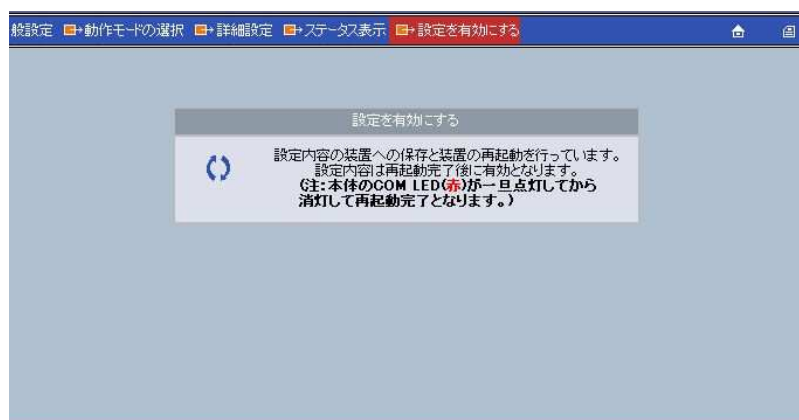 般設定 動作モードの選択 詳細設定 ステータス表示 設定を有効にする
設定を有効にする
設定内容の装置への保存と装置の再起動を行っています。
設定内容は再起動完了後に有効となります。
(注:本体のCOM LED(赤)が一旦点灯してから
消灯して再起動完了となります。)